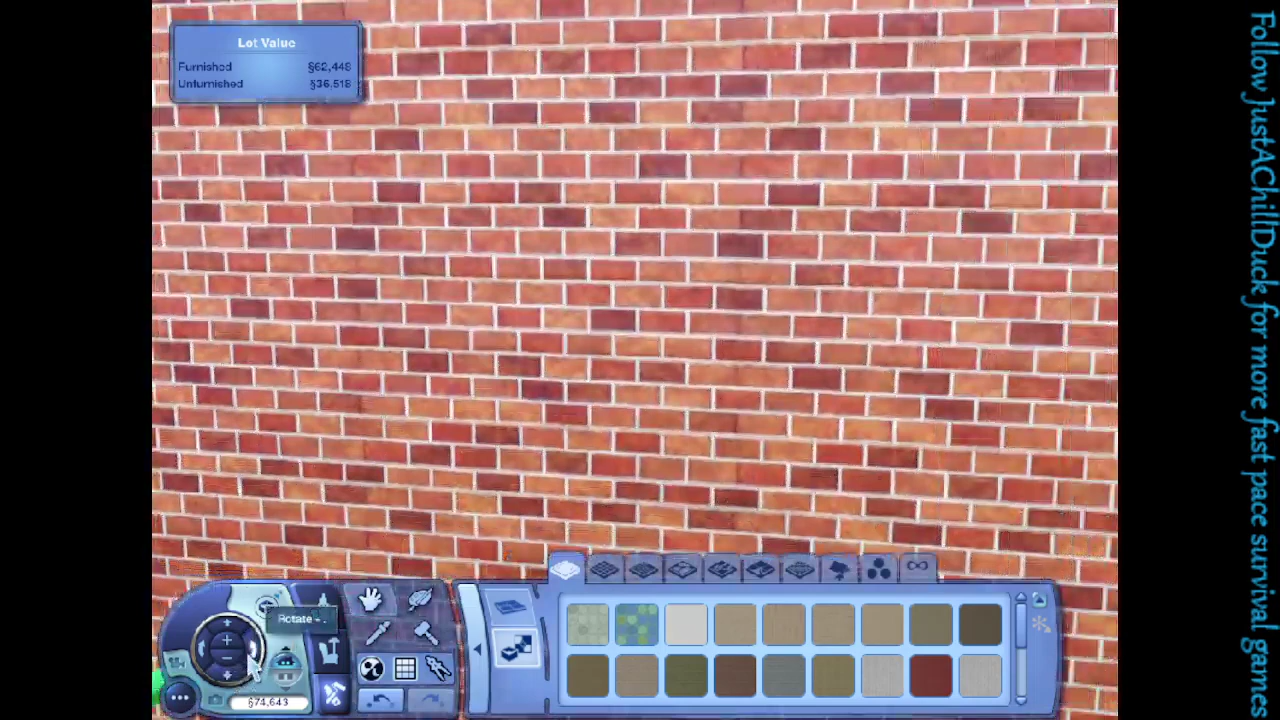 Lot Value
Furnished §62,448
Unfurnished §36,518
Rotate
§74,643
Follow JustAChillDuck for more fast pace survival games